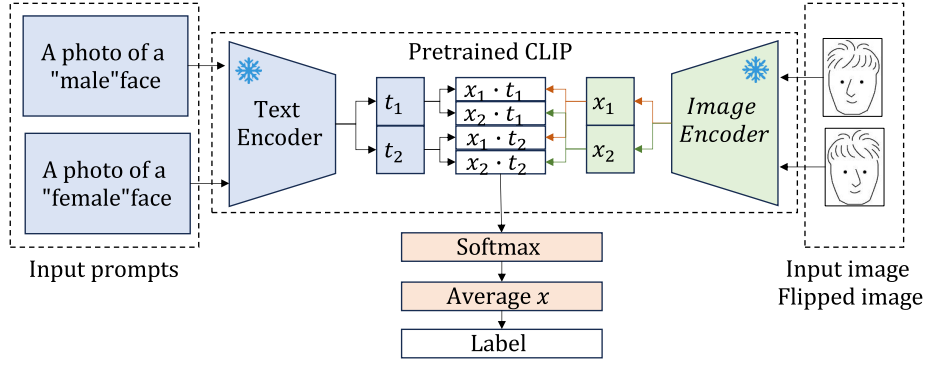 A photo of a
"male"face
A photo of a
"female"face
Input prompts
Pretrained CLIP
Text
Encoder
t₁
t₂
x₁ · t₁
x₂ · t₁
x₁ · t₂
x₂ · t₂
x₁
x₂
Image
Encoder
Input image
Flipped image
Softmax
Average x
Label